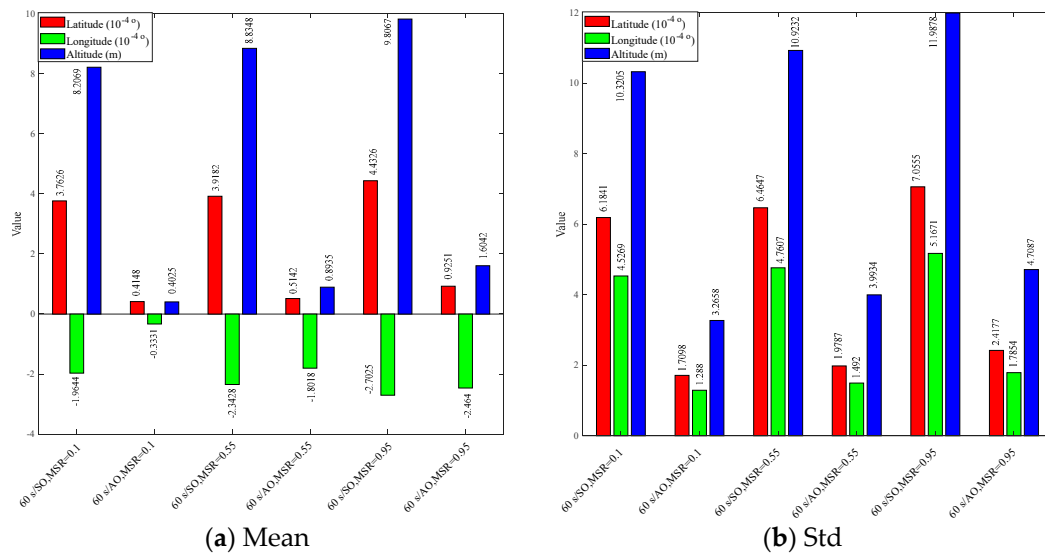 Latitude (10⁻⁴ °)
Longitude (10⁻⁴ °)
Altitude (m)
Value
10
8
6
4
2
0
-2
-4
3.7626
-1.9644
8.2069
0.4148
-0.3331
0.4025
3.9182
-2.3428
8.8348
0.5142
-1.8018
0.8935
4.4326
-2.7025
9.8067
0.9251
-2.464
1.6042
60 s/SO,MSR=0.1
60 s/AO,MSR=0.1
60 s/SO,MSR=0.55
60 s/AO,MSR=0.55
60 s/SO,MSR=0.95
60 s/AO,MSR=0.95
(a) Mean
Latitude (10⁻⁴ °)
Longitude (10⁻⁴ °)
Altitude (m)
Value
12
10
8
6
4
2
0
6.1841
4.5269
10.3205
1.7098
1.288
3.2658
6.4647
4.7607
10.9232
1.9787
1.492
3.9934
7.0555
5.1671
11.9878
2.4177
1.7854
4.7087
60 s/SO,MSR=0.1
60 s/AO,MSR=0.1
60 s/SO,MSR=0.55
60 s/AO,MSR=0.55
60 s/SO,MSR=0.95
60 s/AO,MSR=0.95
(b) Std